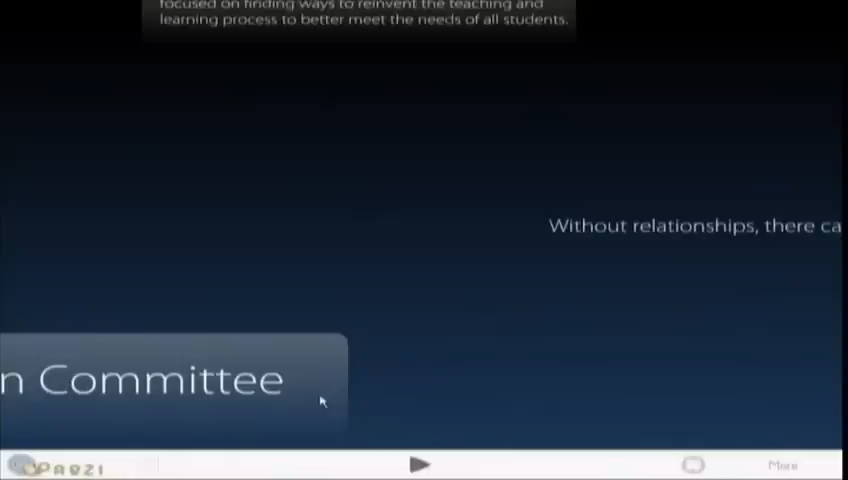 focused on finding ways to reinvent the teaching and
learning process to better meet the needs of all students.
Without relationships, there ca
n Committee
More